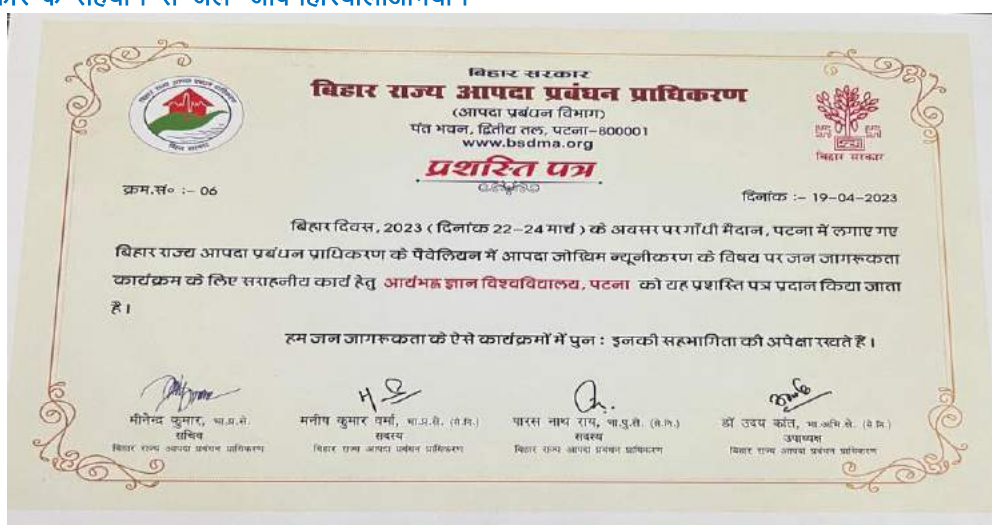 के सहयोग से जल
बिहार सरकार
बिहार राज्य आपदा प्रबंधन प्राधिकरण
(आपदा प्रबंधन विभाग)
पंत भवन, द्वितीय तल, पटना-800001
www.bsdma.org
बिहार सरकार
बिहार सरकार
प्रशस्ति पत्र
क्रम.सं० :- 06
दिनांक :- 19-04-2023
बिहार दिवस, 2023 ( दिनांक 22-24 मार्च ) के अवसर पर गाँधी मैदान, पटना में लगाए गए
बिहार राज्य आपदा प्रबंधन प्राधिकरण के पैवेलियन में आपदा जोखिम न्यूनीकरण के विषय पर जन जागरूकता
कार्यक्रम के लिए सराहनीय कार्य हेतु आर्यभट्ट ज्ञान विश्वविद्यालय, पटना को यह प्रशस्ति पत्र प्रदान किया जाता
है।
हम जन जागरूकता के ऐसे कार्यक्रमों में पुन : इनकी सहभागिता की अपेक्षा रखते हैं।
मीनेन्द्र कुमार, भा.प्र.से.
सचिव
बिहार राज्य आपदा प्रबंधन प्राधिकरण
मनीष कुमार वर्मा, भा.प्र.से. (से.नि.)
सदस्य
बिहार राज्य आपदा प्रबंधन प्राधिकरण
पारस नाथ राय, भा.पु.से. (से.नि.)
सदस्य
बिहार राज्य आपदा प्रबंधन प्राधिकरण
डॉ उदय कांत, भा.अभि.से. (से.नि.)
उपाध्यक्ष
बिहार राज्य आपदा प्रबंधन प्राधिकरण